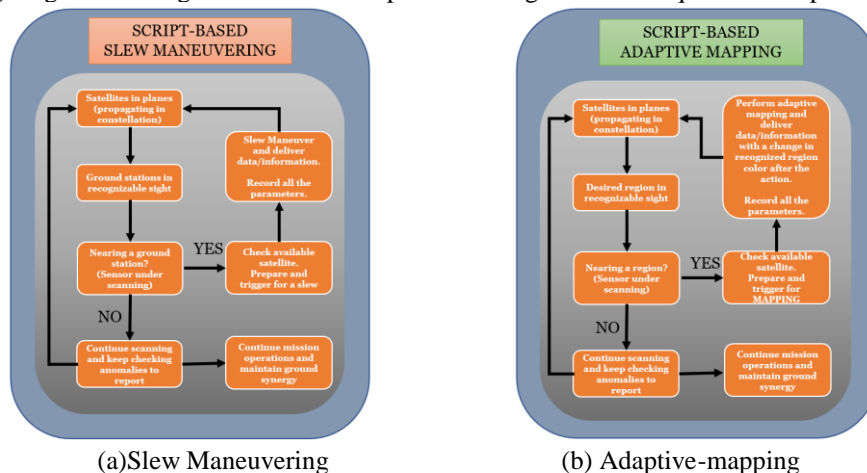 SCRIPT-BASED
SLEW MANEUVERING
Satellites in planes
(propagating in
constellation)
Slew Maneuver
and deliver
data/information.
Record all the
parameters.
Ground stations in
recognizable sight
Nearing a ground
station?
(Sensor under
scanning)
YES
Check available
satellite.
Prepare and
trigger for a slew
NO
Continue scanning
and keep checking
anomalies to
report
Continue mission
operations and
maintain ground
synergy
(a)Slew Maneuvering
SCRIPT-BASED
ADAPTIVE MAPPING
Satellites in planes
(propagating in
constellation)
Perform adaptive
mapping and
deliver
data/information
with a change in
recognized region
color after the
action.
Record all the
parameters.
Desired region in
recognizable sight
Nearing a region?
(Sensor under
scanning)
YES
Check available
satellite.
Prepare and
trigger for
MAPPING
NO
Continue scanning
and keep checking
anomalies to
report
Continue mission
operations and
maintain ground
synergy
(b) Adaptive-mapping